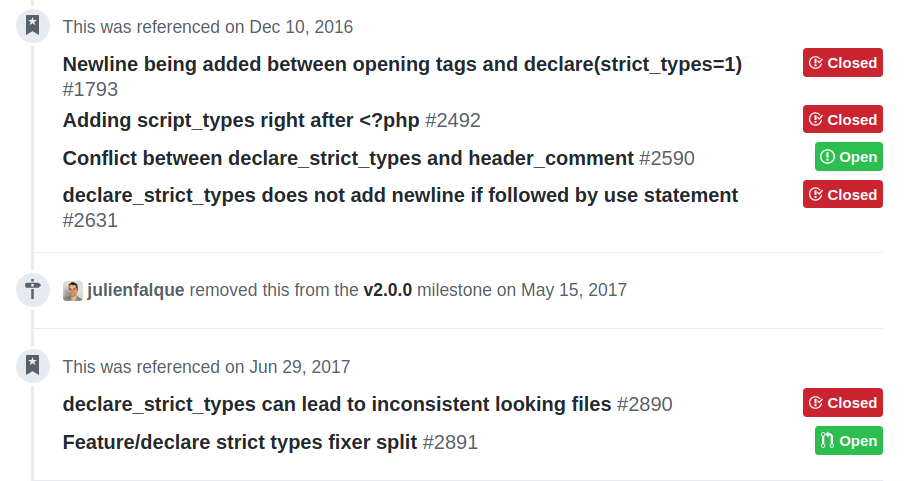 This was referenced on Dec 10, 2016
Newline being added between opening tags and declare(strict_types=1)
#1793
Closed
Adding script_types right after <?php #2492
Closed
Conflict between declare_strict_types and header_comment #2590
Open
declare_strict_types does not add newline if followed by use statement
#2631
Closed
julienfalque removed this from the v2.0.0 milestone on May 15, 2017
This was referenced on Jun 29, 2017
declare_strict_types can lead to inconsistent looking files #2890
Closed
Feature/declare strict types fixer split #2891
Open